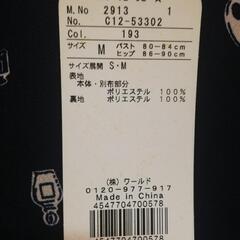 M.No 2913 1
No. C12-53302
Col. 193
サイズ M バスト 80-84cm
ヒップ 86-90cm
サイズ展開 S・M
表地
本体・別布部分
ポリエステル 100%
裏地
ポリエステル 100%
(株) ワールド
0120-977-917
Made in China
4547704700578
4547704700578